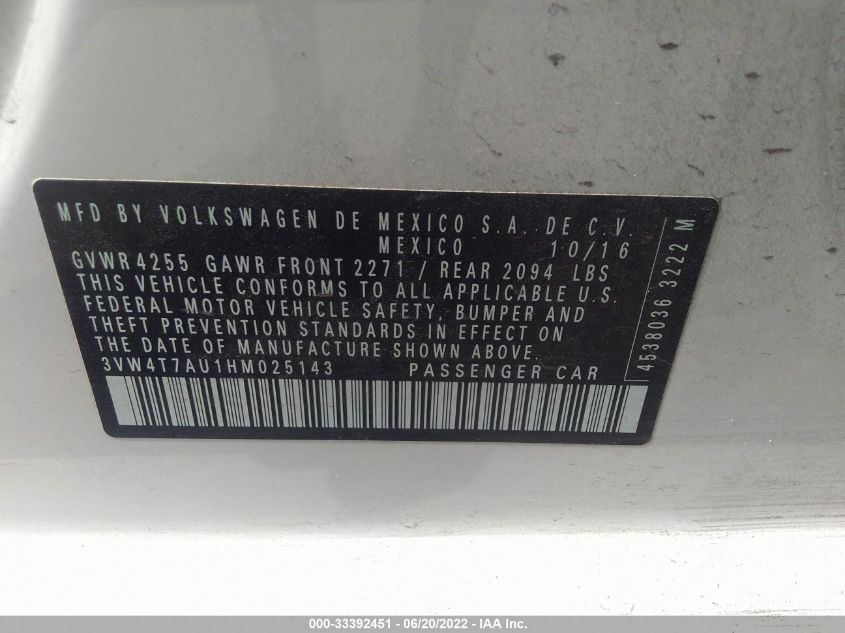 MFD BY VOLKSWAGEN DE MEXICO S.A. DE C.V.
MEXICO 10/16
GVWR 4255 GAWR FRONT 2271 / REAR 2094 LBS
THIS VEHICLE CONFORMS TO ALL APPLICABLE U.S.
FEDERAL MOTOR VEHICLE SAFETY, BUMPER AND
THEFT PREVENTION STANDARDS IN EFFECT ON
THE DATE OF MANUFACTURE SHOWN ABOVE.
3VW4T7AU1HM025143 PASSENGER CAR
4538036 3222 M
000-33392451 - 06/20/2022 - IAA Inc.